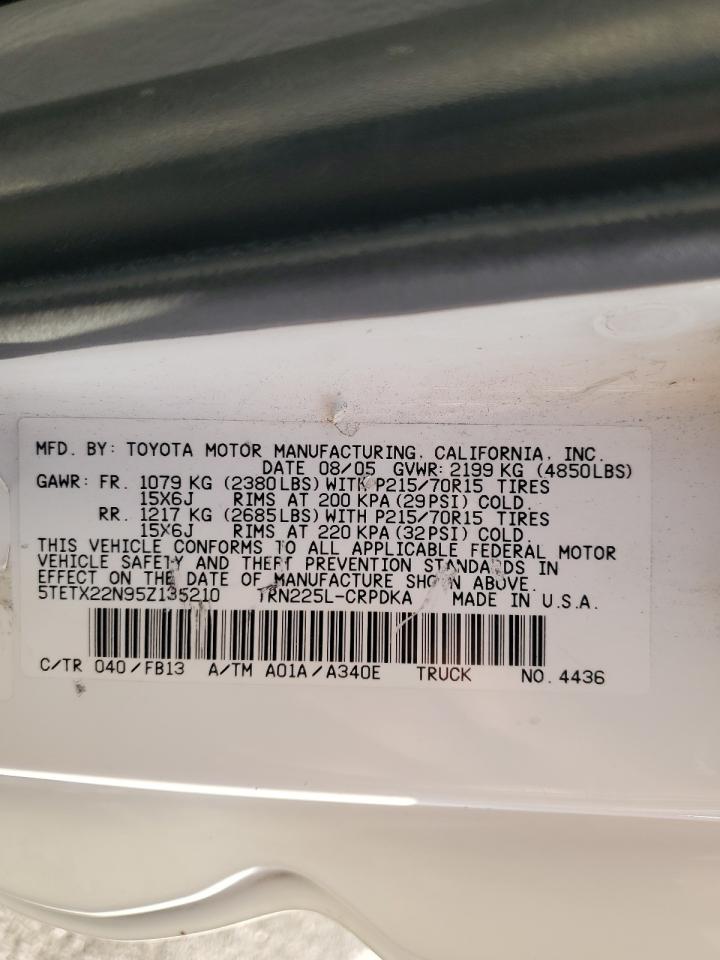 MFD. BY: TOYOTA MOTOR MANUFACTURING, CALIFORNIA, INC.
DATE 08/05 GVWR: 2199 KG (4850LBS)
GAWR: FR. 1079 KG (2380LBS) WITH P215/70R15 TIRES
15X6J RIMS AT 200 KPA (29PSI) COLD.
RR. 1217 KG (2685LBS) WITH P215/70R15 TIRES
15X6J RIMS AT 220 KPA (32PSI) COLD.
THIS VEHICLE CONFORMS TO ALL APPLICABLE FEDERAL MOTOR
VEHICLE SAFETY AND THEFT PREVENTION STANDARDS IN
EFFECT ON THE DATE OF MANUFACTURE SHOWN ABOVE.
5TETX22N95Z135210 TRN225L-CRPDKA MADE IN U.S.A.
C/TR 040/FB13 A/TM A01A/A340E TRUCK NO. 4436